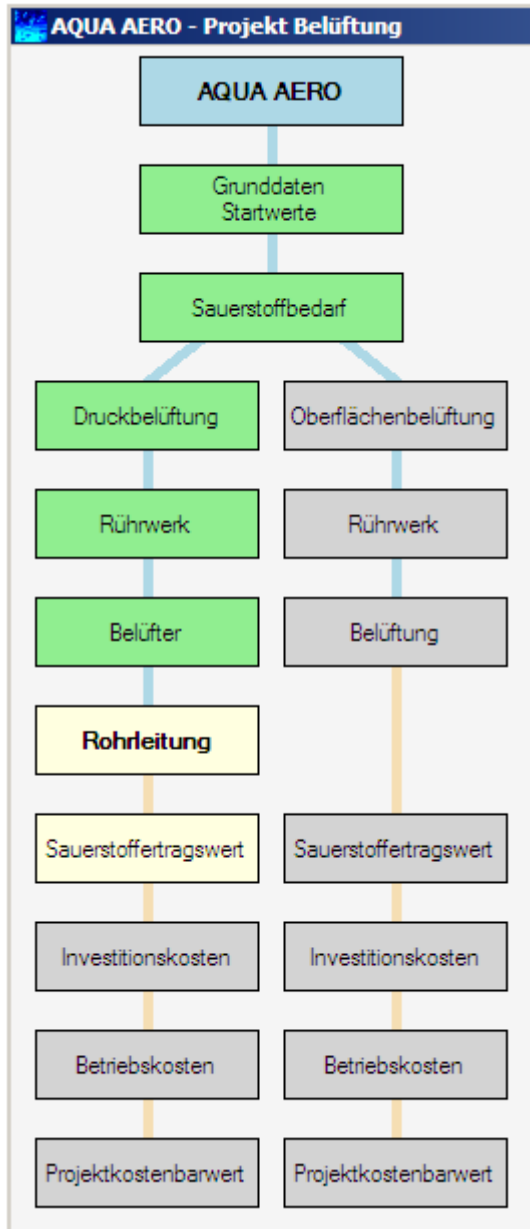 AQUA AERO - Projekt Belüftung
AQUA AERO
Grunddaten
Startwerte
Sauerstoffbedarf
Druckbelüftung
Oberflächenbelüftung
Rührwerk
Rührwerk
Belüfter
Belüftung
Rohrleitung
Sauerstoffertragswert
Sauerstoffertragswert
Investitionskosten
Investitionskosten
Betriebskosten
Betriebskosten
Projektkostenbarwert
Projektkostenbarwert